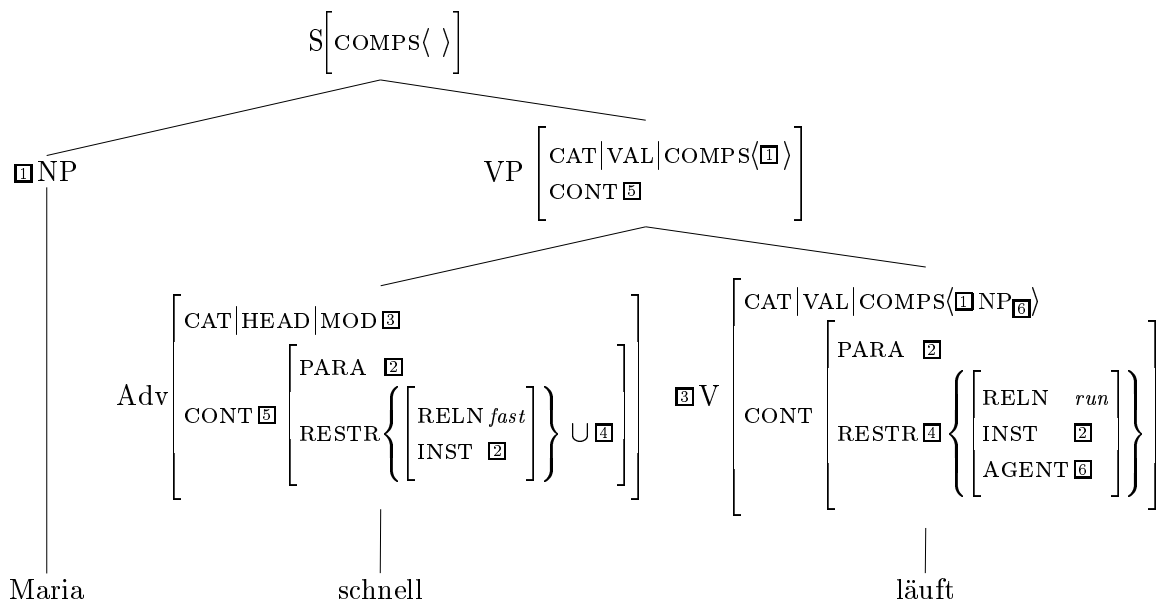 S[COMPS⟨ ⟩]
[1]NP VP [CAT|VAL|COMPS⟨[1]⟩
CONT [5]]
Adv [CAT|HEAD|MOD [3]
CONT [5] [PARA [2]
RESTR {[RELN fast
INST [2]]} ∪ [4]]]
[3]V [CAT|VAL|COMPS⟨[1]NP[6]⟩
CONT [PARA [2]
RESTR [4] {[RELN run
INST [2]
AGENT [6]]}]]
Maria schnell läuft